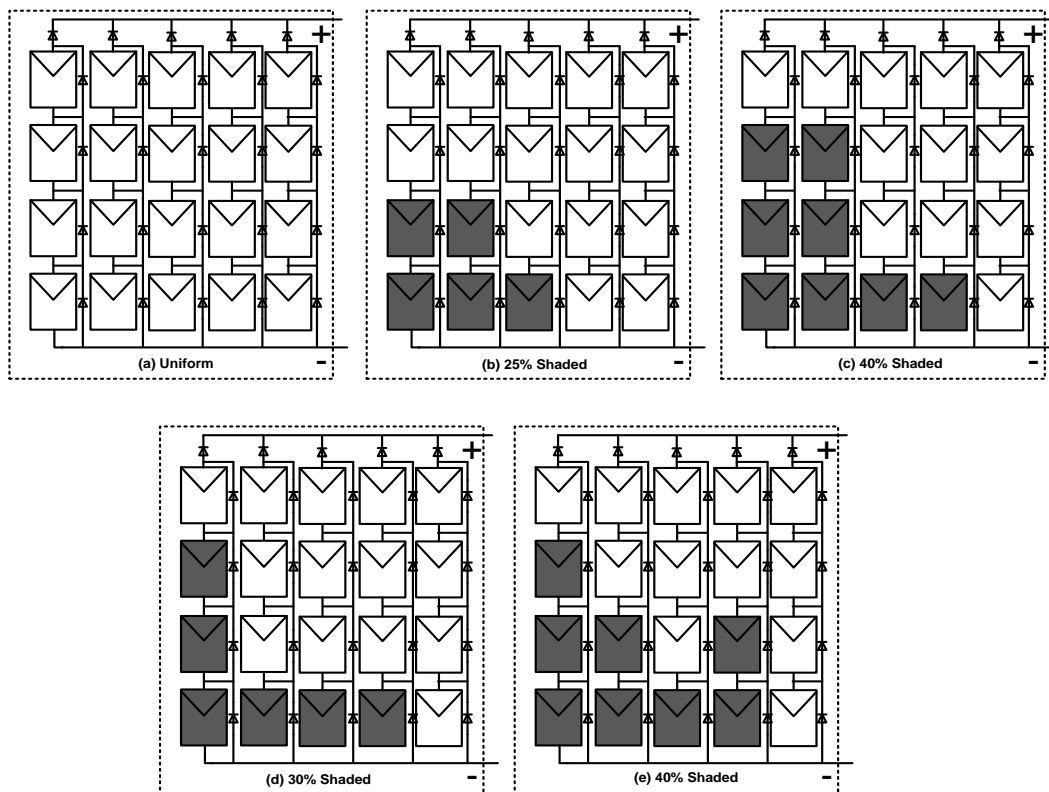 +
+
+
-
-
-
(a) Uniform
(b) 25% Shaded
(c) 40% Shaded
+
+
-
-
(d) 30% Shaded
(e) 40% Shaded